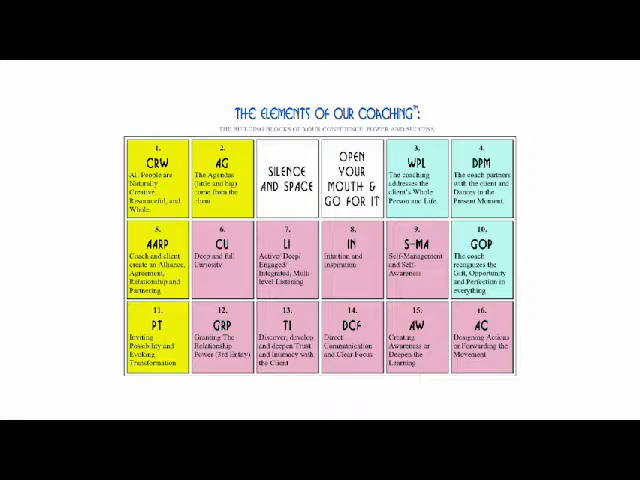 THE ELEMENTS OF OUR COACHING™:
THE BUILDING BLOCKS OF YOUR CONFIDENCE, POWER AND SUCCESS
1.
CRW
All People are
Naturally
Creative
Resourceful, and
Whole.
2.
AG
The Agendas
(little and big)
come from the
client
SILENCE
AND SPACE
OPEN
YOUR
MOUTH &
GO FOR IT
3.
WPL
The coaching
addresses the
client's Whole
Person and Life.
4.
DPM
The coach partners
with the client and
Dances in the
Present Moment.
5.
AARP
Coach and client
create an Alliance,
Agreement,
Relationship and
Partnering
6.
CU
Deep and Full
Curiosity
7.
LI
Active/ Deep/
Engaged/
Integrated, Multi-
level Listening
8.
IN
Intuition and
Inspiration
9.
S-MA
Self-Management
and Self-
Awareness
10.
GOP
The coach
recognizes the
Gift, Opportunity
and Perfection in
everything
11.
PT
Inviting
Possibility and
Evoking
Transformation
12.
GRP
Granting The
Relationship
Power (3rd Entity)
13.
TI
Discover, develop
and deepen Trust
and Intimacy with
the Client
14.
DCF
Direct
Communication
and Clear Focus
15.
AW
Creating
Awareness or
Deepen the
Learning
16.
AC
Designing Actions
or Forwarding the
Movement